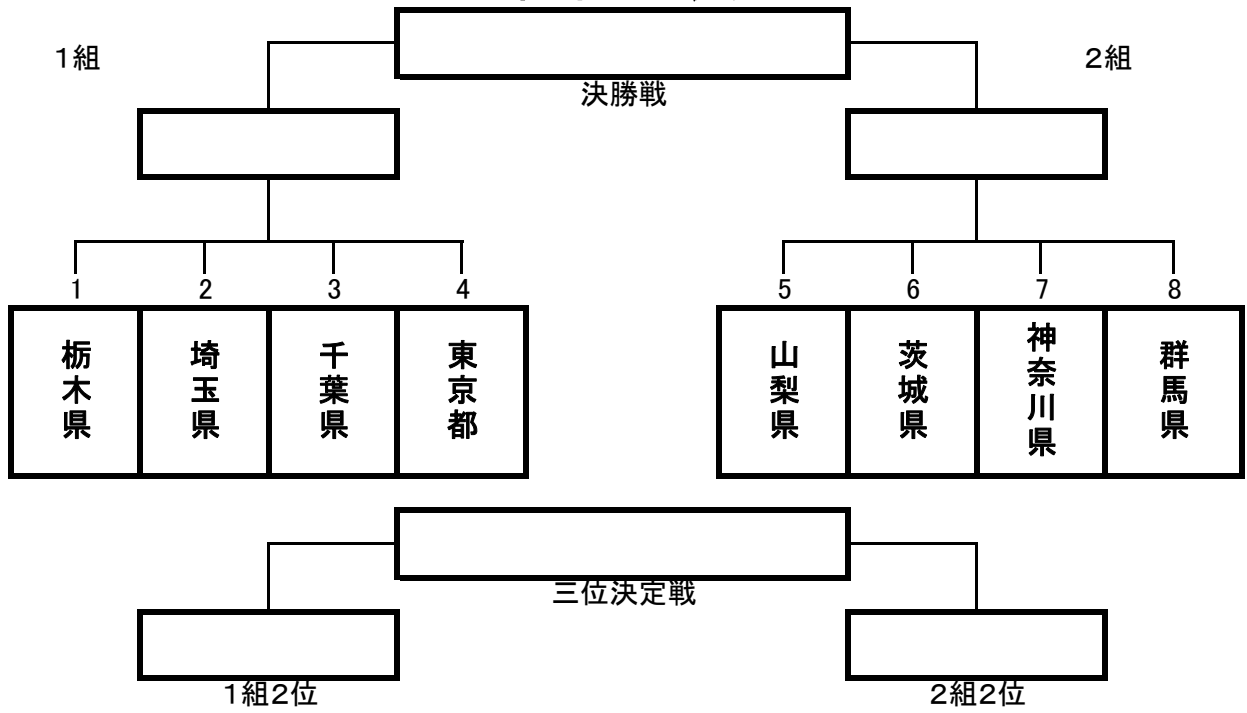 1組
2組
決勝戦
1
2
3
4
5
6
7
8
栃木県
埼玉県
千葉県
東京都
山梨県
茨城県
神奈川県
群馬県
三位決定戦
1組2位
2組2位